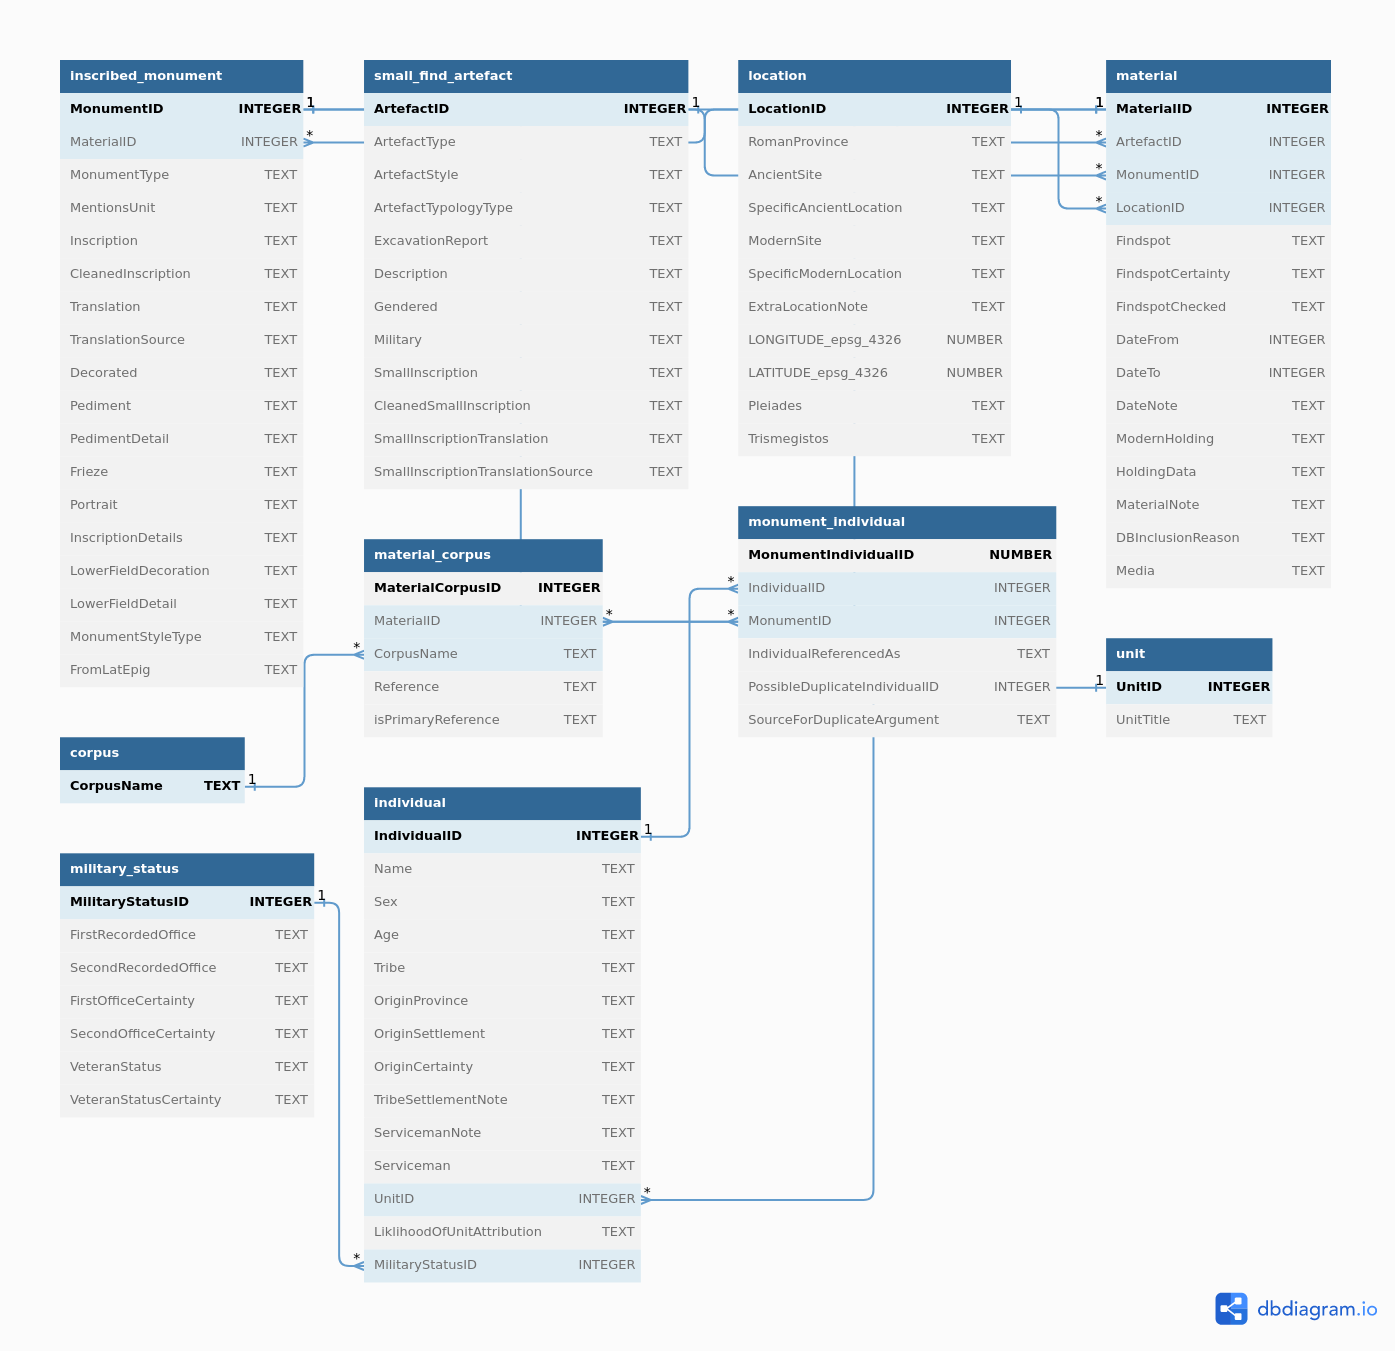 inscribed_monument
MonumentID INTEGER 1
MaterialID INTEGER *
MonumentType TEXT
MentionsUnit TEXT
Inscription TEXT
CleanedInscription TEXT
Translation TEXT
TranslationSource TEXT
Decorated TEXT
Pediment TEXT
PedimentDetail TEXT
Frieze TEXT
Portrait TEXT
InscriptionDetails TEXT
LowerFieldDecoration TEXT
LowerFieldDetail TEXT
MonumentStyleType TEXT
FromLatEpig TEXT
small_find_artefact
ArtefactID INTEGER 1
ArtefactType TEXT
ArtefactStyle TEXT
ArtefactTypologyType TEXT
ExcavationReport TEXT
Description TEXT
Gendered TEXT
Military TEXT
SmallInscription TEXT
CleanedSmallInscription TEXT
SmallInscriptionTranslation TEXT
SmallInscriptionTranslationSource TEXT
location
LocationID INTEGER 1
RomanProvince TEXT
AncientSite TEXT
SpecificAncientLocation TEXT
ModernSite TEXT
SpecificModernLocation TEXT
ExtraLocationNote TEXT
LONGITUDE_epsg_4326 NUMBER
LATITUDE_epsg_4326 NUMBER
Pleiades TEXT
Trismegistos TEXT
material
1 MaterialID INTEGER
* ArtefactID INTEGER
* MonumentID INTEGER
* LocationID INTEGER
Findspot TEXT
FindspotCertainty TEXT
FindspotChecked TEXT
DateFrom INTEGER
DateTo INTEGER
DateNote TEXT
ModernHolding TEXT
HoldingData TEXT
MaterialNote TEXT
DBInclusionReason TEXT
Media TEXT
material_corpus
MaterialCorpusID INTEGER
MaterialID INTEGER *
* CorpusName TEXT
Reference TEXT
isPrimaryReference TEXT
monument_individual
MonumentIndividualID NUMBER
* IndividualID INTEGER
* MonumentID INTEGER
IndividualReferencedAs TEXT
PossibleDuplicateIndividualID INTEGER
SourceForDuplicateArgument TEXT
unit
1 UnitID INTEGER
UnitTitle TEXT
corpus
CorpusName TEXT 1
individual
IndividualID INTEGER 1
Name TEXT
Sex TEXT
Age TEXT
Tribe TEXT
OriginProvince TEXT
OriginSettlement TEXT
OriginCertainty TEXT
TribeSettlementNote TEXT
ServicemanNote TEXT
Serviceman TEXT
UnitID INTEGER *
LiklihoodOfUnitAttribution TEXT
* MilitaryStatusID INTEGER
military_status
MilitaryStatusID INTEGER 1
FirstRecordedOffice TEXT
SecondRecordedOffice TEXT
FirstOfficeCertainty TEXT
SecondOfficeCertainty TEXT
VeteranStatus TEXT
VeteranStatusCertainty TEXT
dbdiagram.io